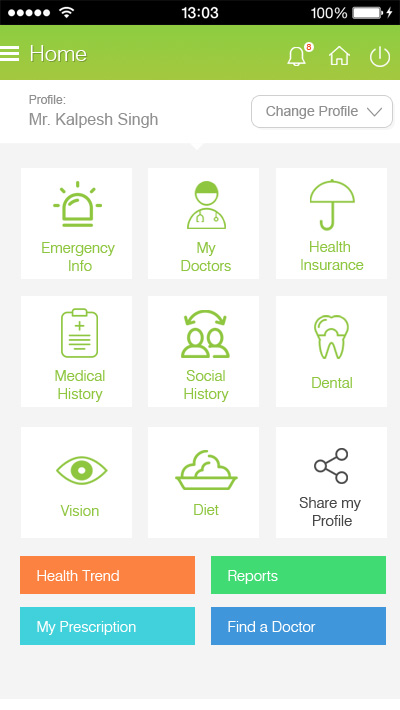 13:03
100%
Home
8
Profile:
Mr. Kalpesh Singh
Change Profile
Emergency
Info
My
Doctors
Health
Insurance
Medical
History
Social
History
Dental
Vision
Diet
Share my
Profile
Health Trend
Reports
My Prescription
Find a Doctor